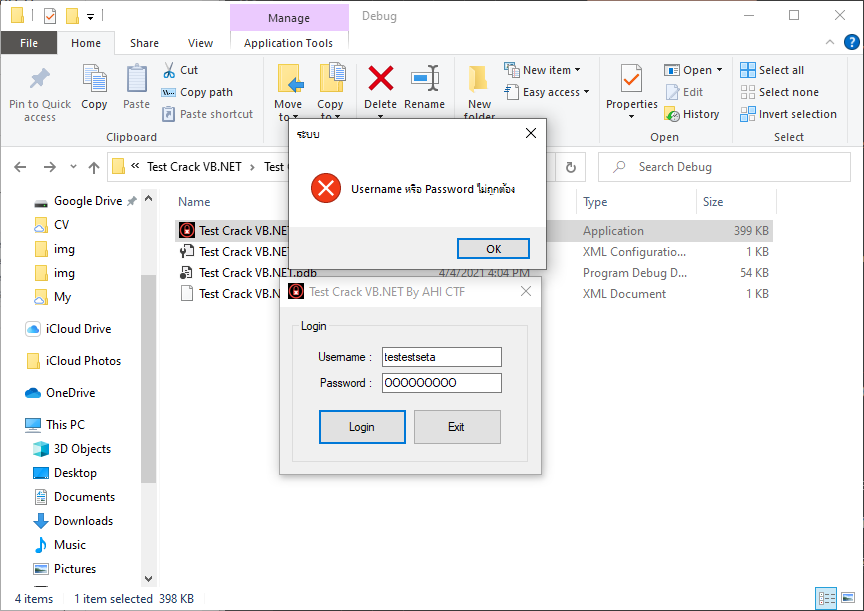 Manage
Debug
File
Home
Share
View
Application Tools
Pin to Quick access
Copy
Paste
Cut
Copy path
Paste shortcut
Clipboard
Move to
Copy to
Delete
Rename
New folder
New item
Easy access
Properties
Open
Edit
History
Open
Select all
Select none
Invert selection
Select
« Test Crack VB.NET › Test
Search Debug
Google Drive
CV
img
img
My
iCloud Drive
iCloud Photos
OneDrive
This PC
3D Objects
Desktop
Documents
Downloads
Music
Pictures
Name
Type
Size
Test Crack VB.NET
Application
399 KB
Test Crack VB.NET
XML Configuratio...
1 KB
Test Crack VB.NET.pdb
4/4/2021 4:04 PM
Program Debug D...
54 KB
Test Crack VB.N
XML Document
1 KB
ระบบ
Username หรือ Password ไม่ถูกต้อง
OK
Test Crack VB.NET By AHI CTF
Login
Username :
testestseta
Password :
OOOOOOOOO
Login
Exit
4 items
1 item selected 398 KB